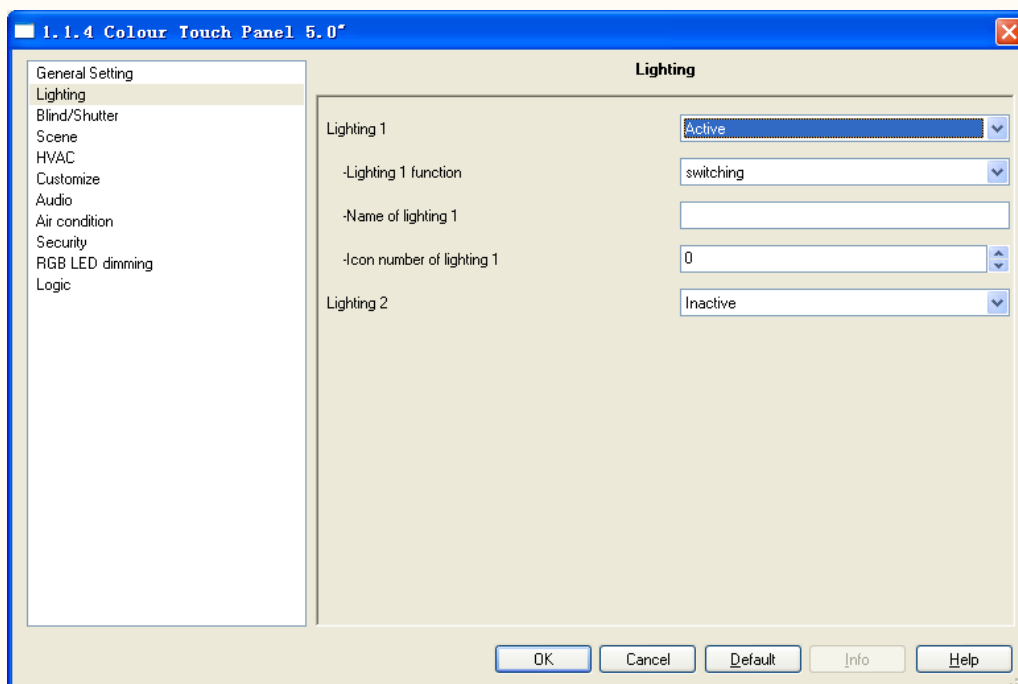 1.1.4 Colour Touch Panel 5.0"
General Setting
Lighting
Blind/Shutter
Scene
HVAC
Customize
Audio
Air condition
Security
RGB LED dimming
Logic
Lighting
Lighting 1 Active
-Lighting 1 function switching
-Name of lighting 1
-Icon number of lighting 1 0
Lighting 2 Inactive
OK Cancel Default Info Help